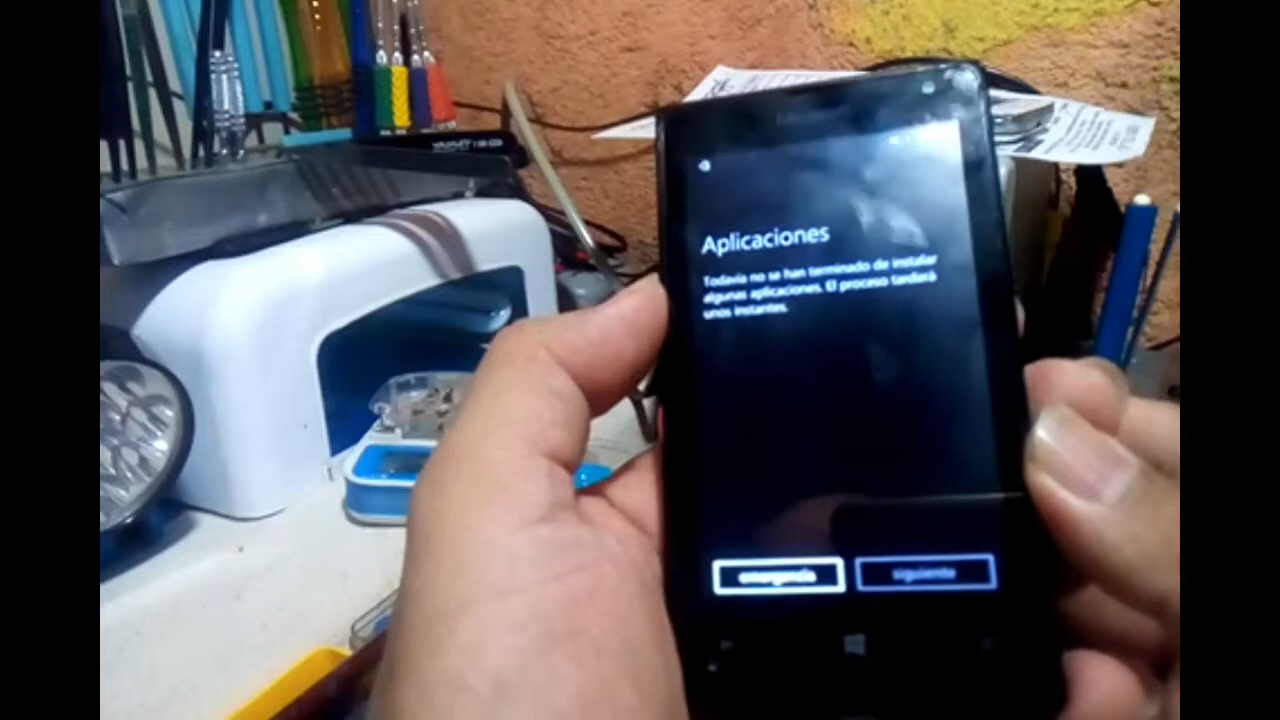 Aplicaciones
Todavía no se han terminado de instalar
algunas aplicaciones. El proceso tardará
unos instantes.
emergencia siguiente